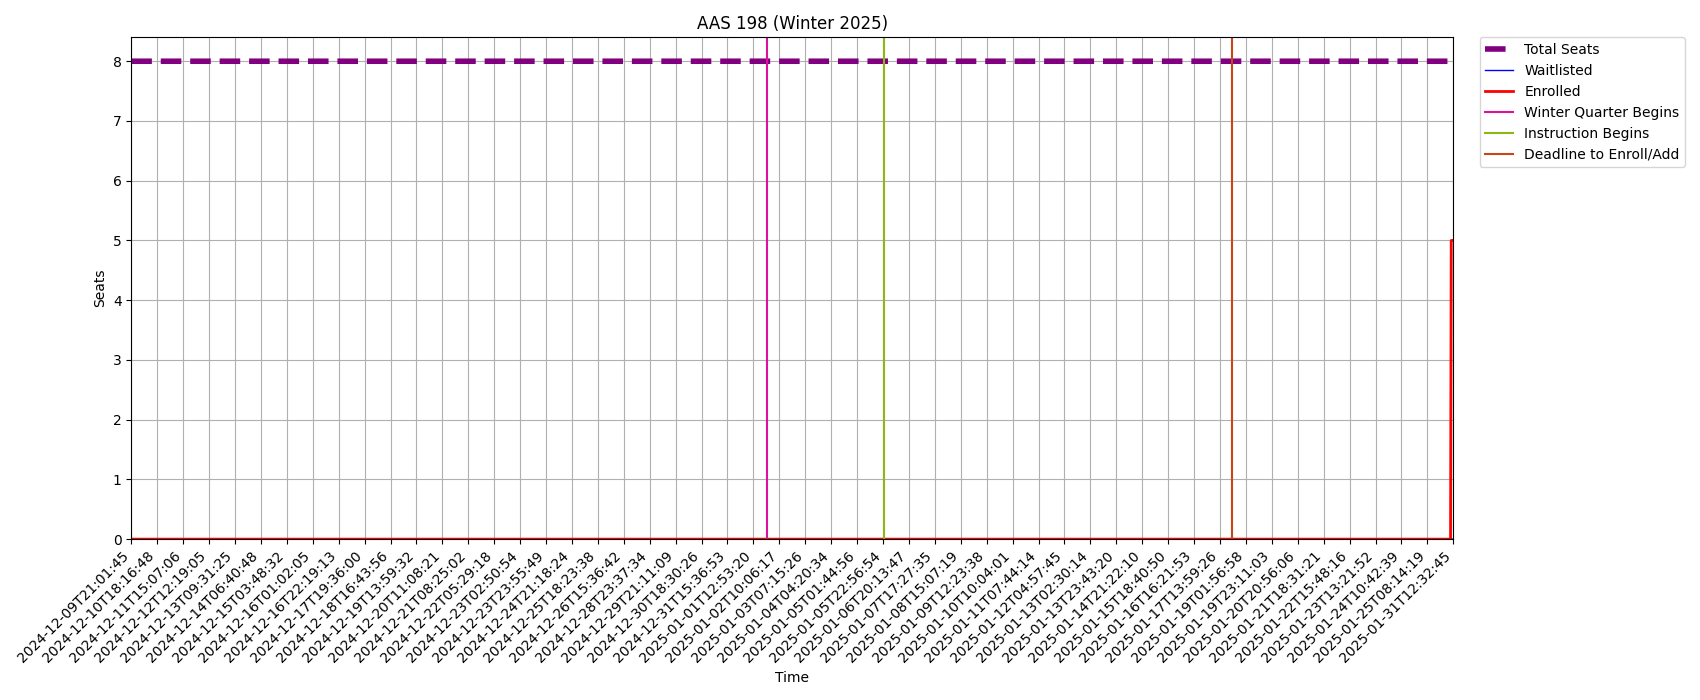 AAS 198 (Winter 2025)
Total Seats
Waitlisted
Enrolled
Winter Quarter Begins
Instruction Begins
Deadline to Enroll/Add
Seats
8
7
6
5
4
3
2
1
0
2024-12-09T21:01:45
2024-12-10T18:16:48
2024-12-11T15:07:06
2024-12-12T12:19:05
2024-12-13T09:31:25
2024-12-14T06:40:48
2024-12-15T03:48:32
2024-12-16T01:02:05
2024-12-16T22:19:13
2024-12-17T19:36:00
2024-12-18T16:43:56
2024-12-19T13:59:32
2024-12-20T11:08:21
2024-12-21T08:25:02
2024-12-22T05:29:18
2024-12-23T02:50:54
2024-12-23T23:55:49
2024-12-24T21:18:24
2024-12-25T18:23:38
2024-12-26T15:36:42
2024-12-28T23:37:34
2024-12-29T21:11:09
2024-12-30T18:30:26
2024-12-31T15:36:53
2025-01-01T12:53:20
2025-01-02T10:06:17
2025-01-03T07:15:26
2025-01-04T04:20:34
2025-01-05T01:44:56
2025-01-05T22:56:54
2025-01-06T20:13:47
2025-01-07T17:27:35
2025-01-08T15:07:19
2025-01-09T12:23:38
2025-01-10T10:04:01
2025-01-11T07:44:14
2025-01-12T04:57:45
2025-01-13T02:30:14
2025-01-13T23:43:20
2025-01-14T21:22:10
2025-01-15T18:40:50
2025-01-16T16:21:53
2025-01-17T13:59:26
2025-01-19T01:56:58
2025-01-19T23:11:03
2025-01-20T20:56:06
2025-01-21T18:31:21
2025-01-22T15:48:16
2025-01-23T13:21:52
2025-01-24T10:42:39
2025-01-25T08:14:19
2025-01-31T12:32:45
Time